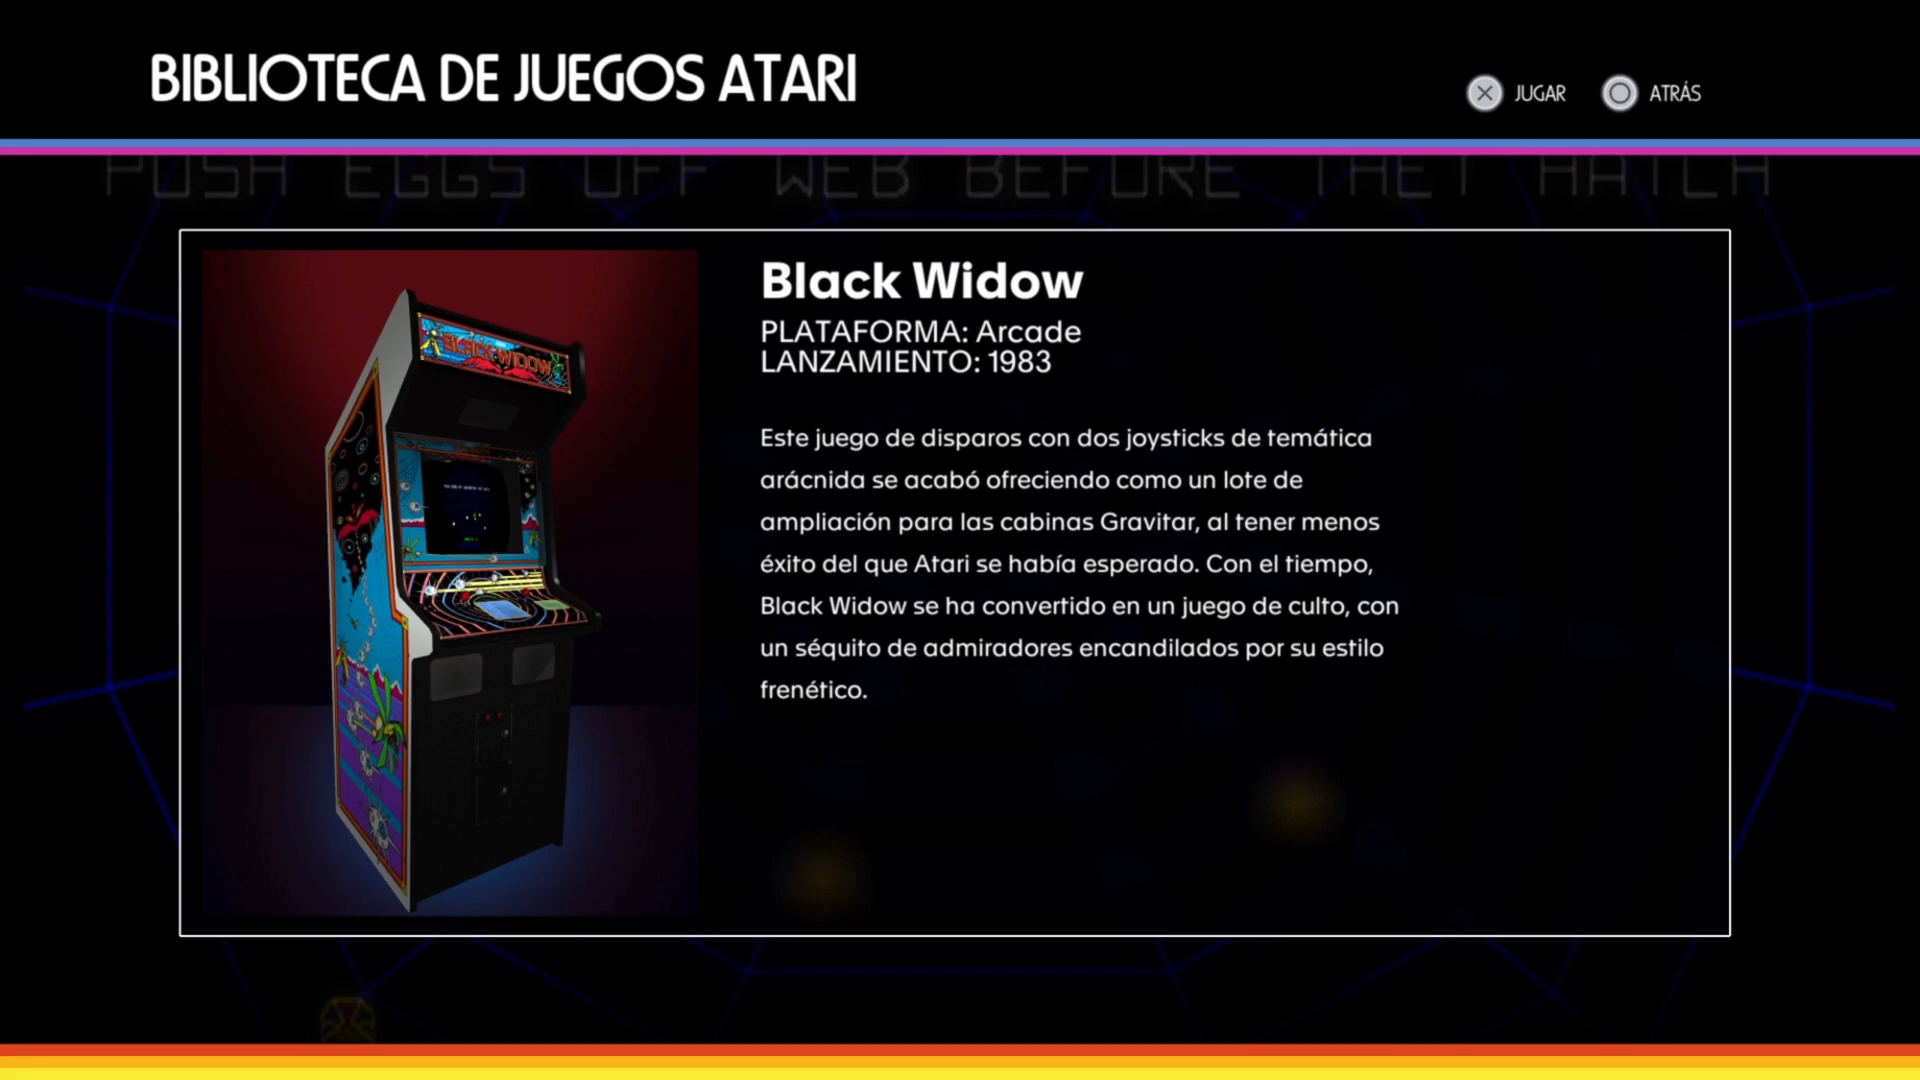 BIBLIOTECA DE JUEGOS ATARI
JUGAR
ATRÁS
PUSH EGGS OFF WEB BEFORE THEY HATCH
BLACK WIDOW
Black Widow
PLATAFORMA: Arcade
LANZAMIENTO: 1983
Este juego de disparos con dos joysticks de temática
arácnida se acabó ofreciendo como un lote de
ampliación para las cabinas Gravitar, al tener menos
éxito del que Atari se había esperado. Con el tiempo,
Black Widow se ha convertido en un juego de culto, con
un séquito de admiradores encandilados por su estilo
frenético.